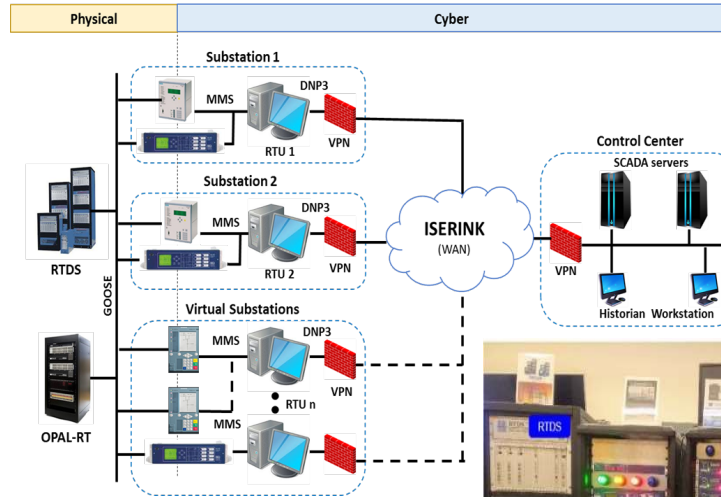 Physical
Cyber
Substation 1
MMS
DNP3
RTU 1
VPN
Control Center
SCADA servers
Substation 2
MMS
DNP3
RTU 2
VPN
ISERINK
(WAN)
VPN
Historian
Workstation
RTDS
GOOSE
Virtual Substations
MMS
DNP3
VPN
RTU n
MMS
OPAL-RT
RTDS